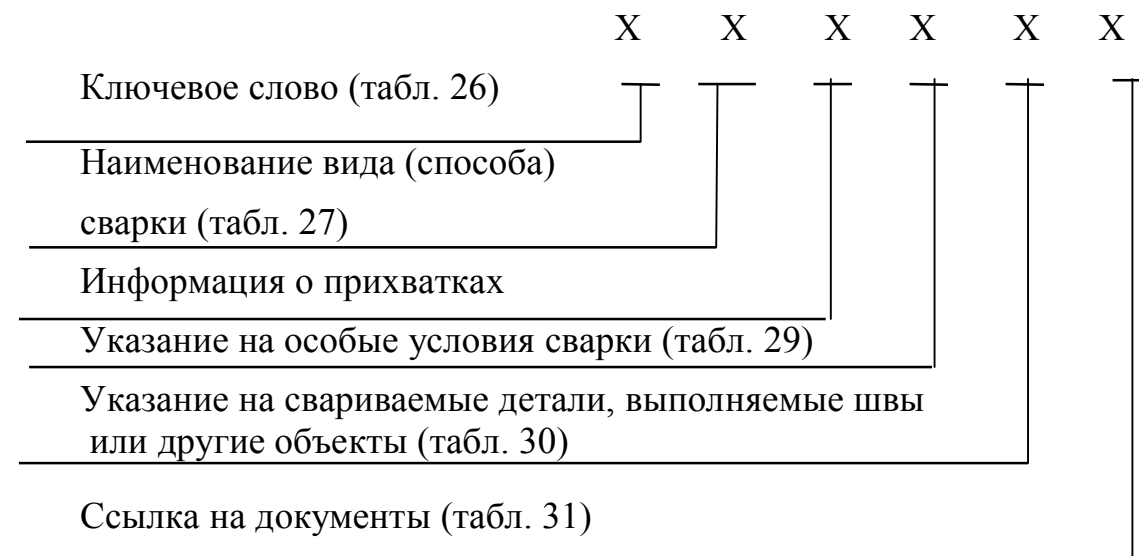 Х Х Х Х Х Х
Ключевое слово (табл. 26)
Наименование вида (способа)
сварки (табл. 27)
Информация о прихватках
Указание на особые условия сварки (табл. 29)
Указание на свариваемые детали, выполняемые швы
или другие объекты (табл. 30)
Ссылка на документы (табл. 31)